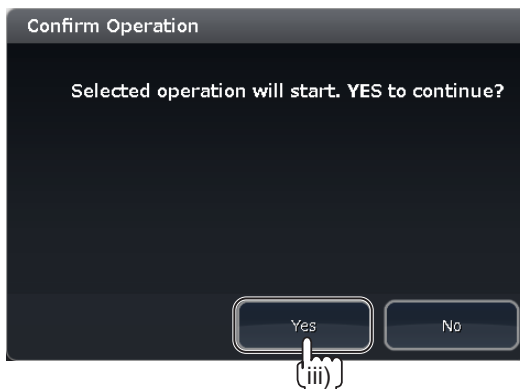 Confirm Operation
Selected operation will start. YES to continue?
Yes
No
(iii)